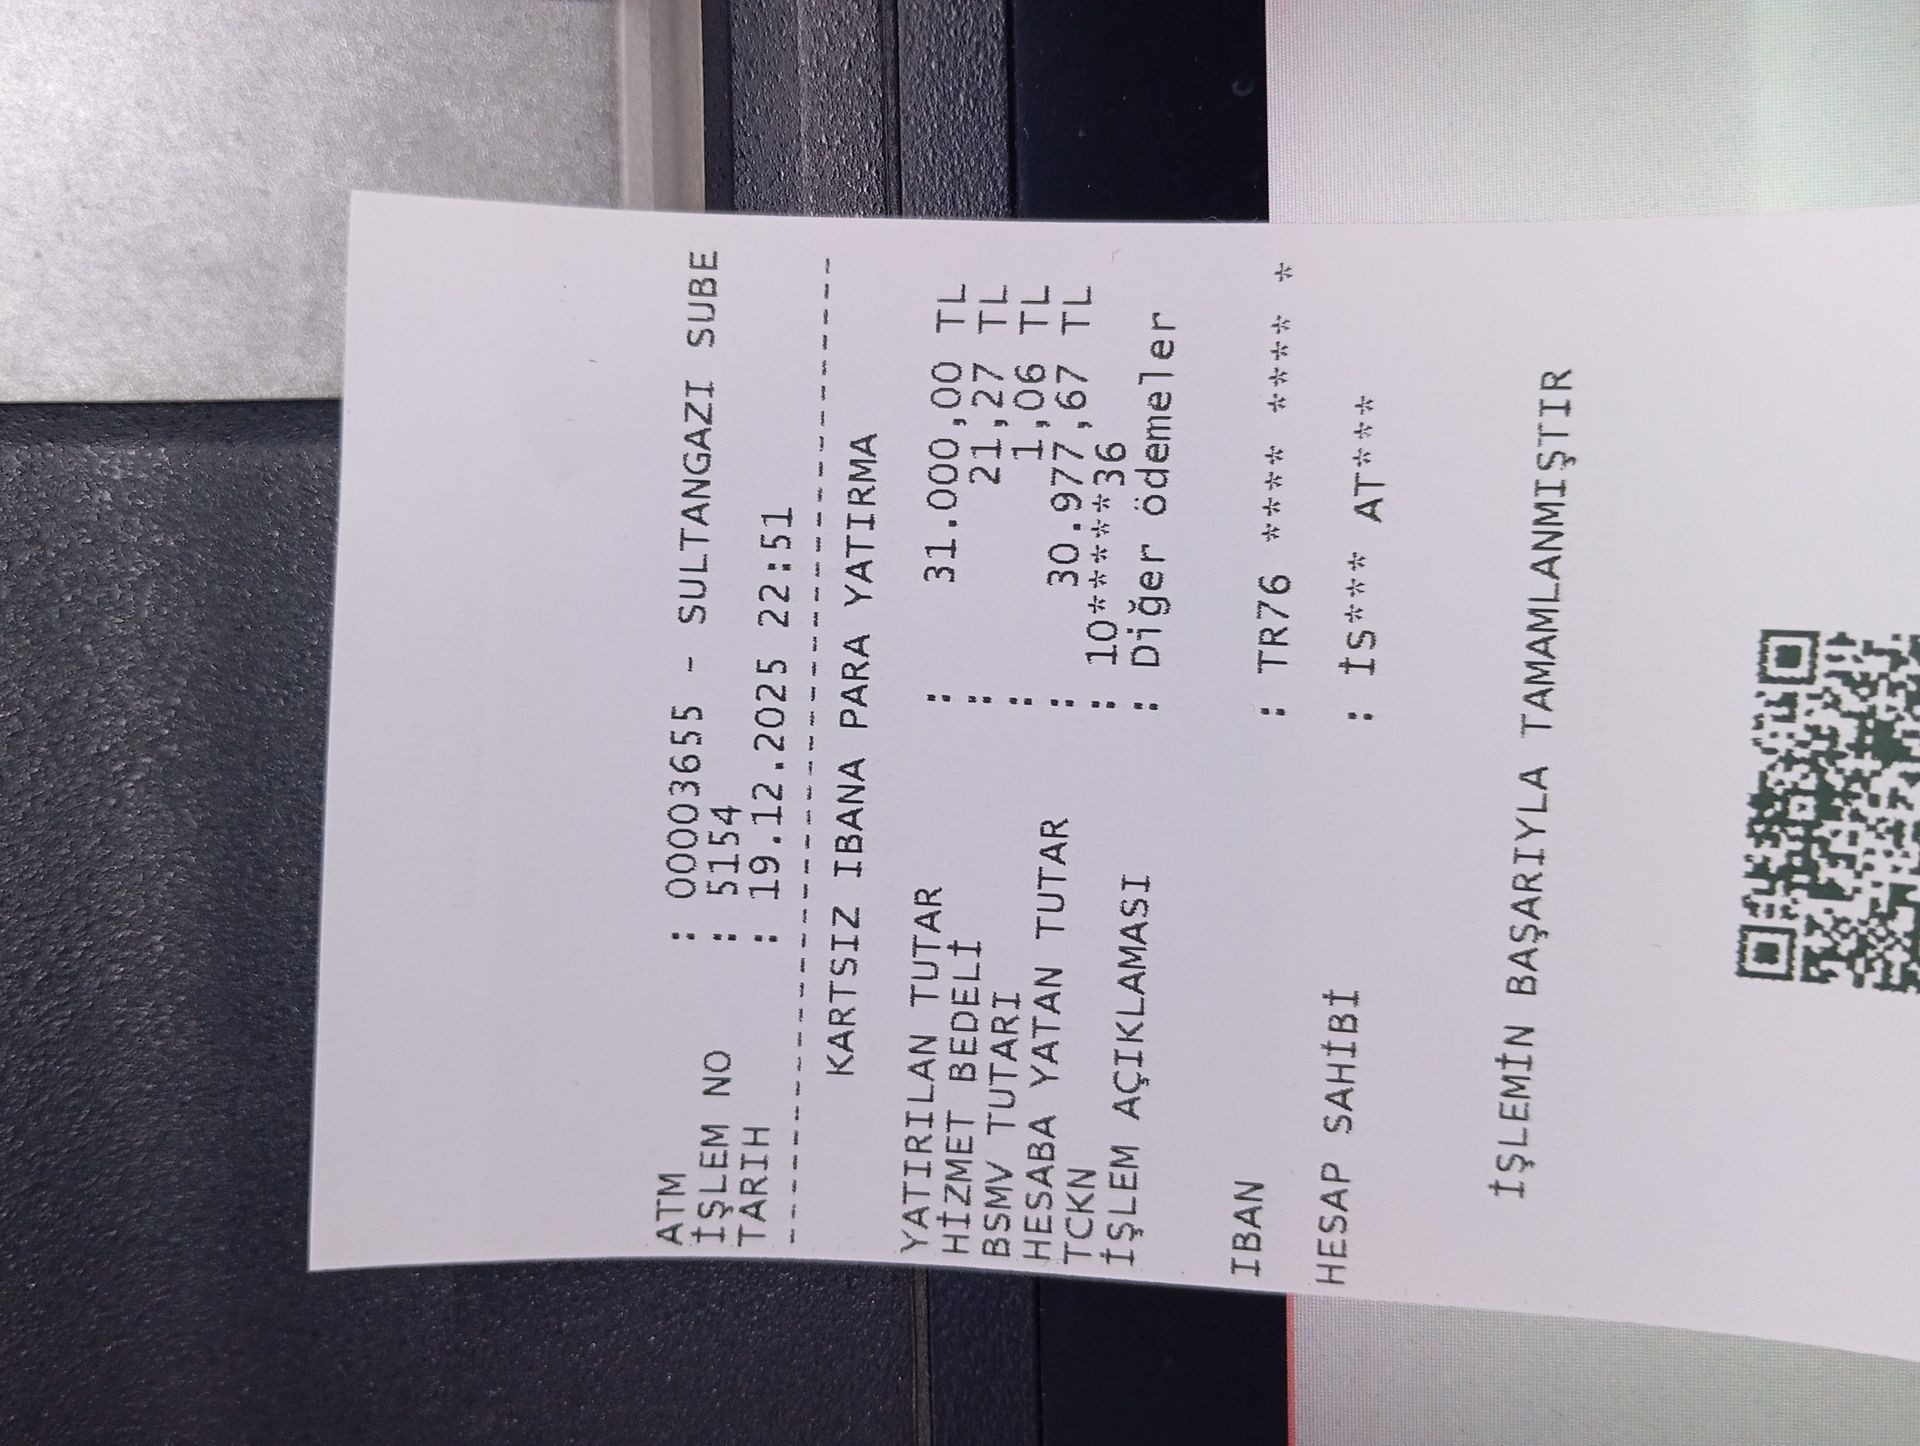 ATM : 00003655 - SULTANGAZI SUBE
İŞLEM NO : 5154
TARIH : 19.12.2025 22:51
--------------------------------
KARTSIZ IBANA PARA YATIRMA
YATIRILAN TUTAR : 31.000,00 TL
HİZMET BEDELİ : 21,27 TL
BSMV TUTARI : 1,06 TL
HESABA YATAN TUTAR : 30.977,67 TL
TCKN : 10*******36
İŞLEM AÇIKLAMASI : Diğer ödemeler
IBAN : TR76 **** **** **** *
HESAP SAHİBİ : İS*** AT****
İŞLEMİN BAŞARIYLA TAMAMLANMIŞTIR